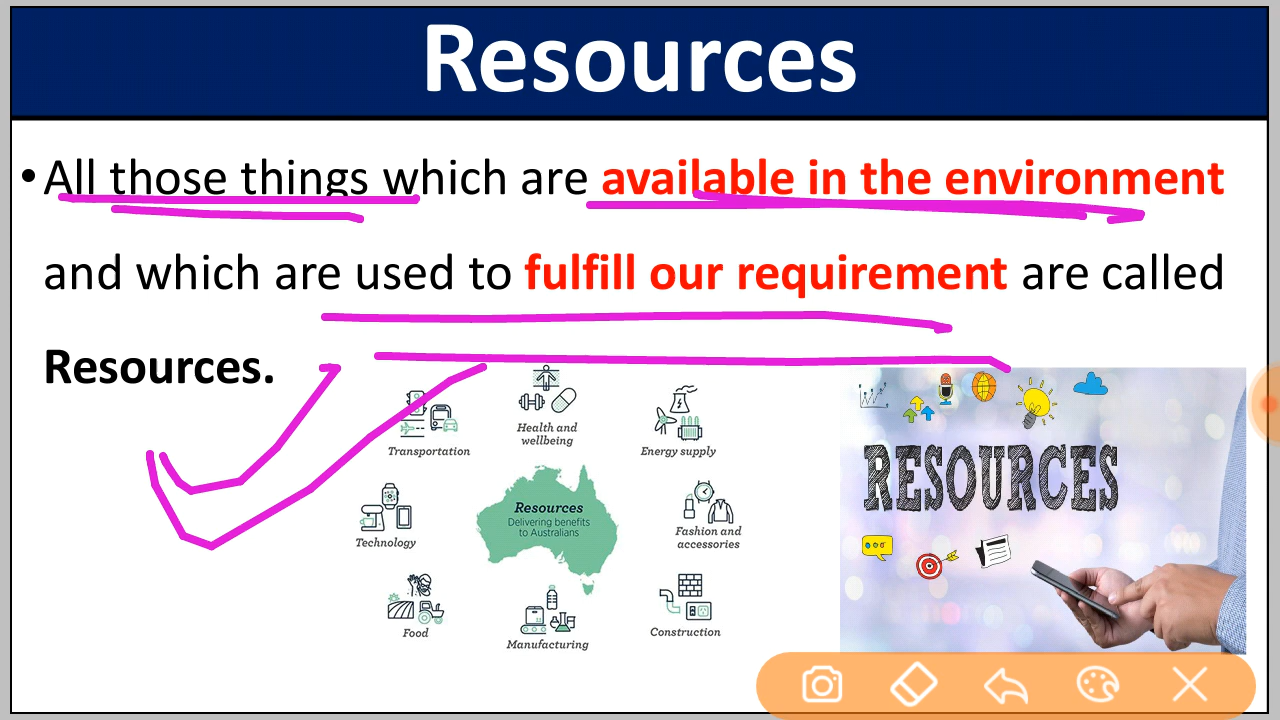 Resources
• All those things which are available in the environment
and which are used to fulfill our requirement are called
Resources.
Health and
wellbeing
Transportation
Energy supply
Resources
Delivering benefits
to Australians
Technology
Fashion and
accessories
Food
Manufacturing
Construction
RESOURCES